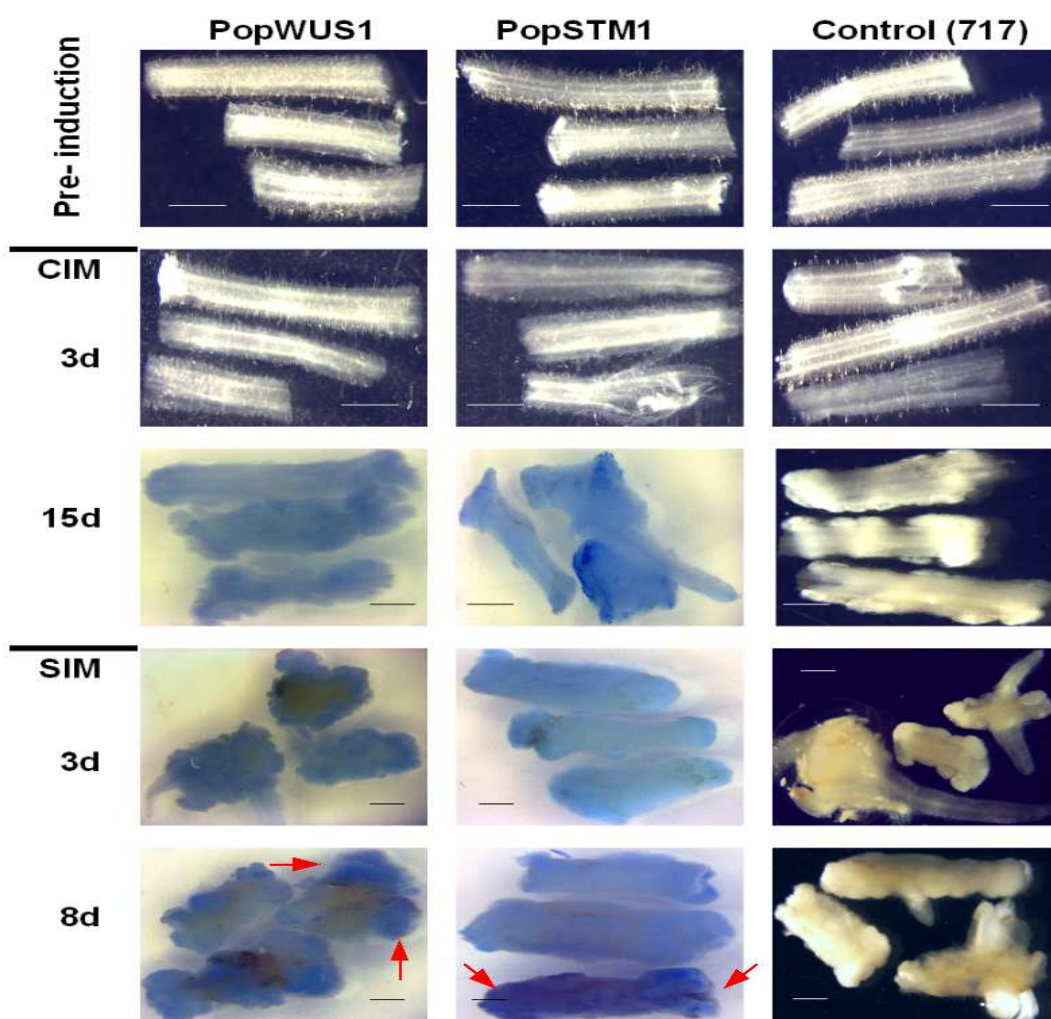 PopWUS1 PopSTM1 Control (717)
Pre- induction
CIM
3d
15d
SIM
3d
8d